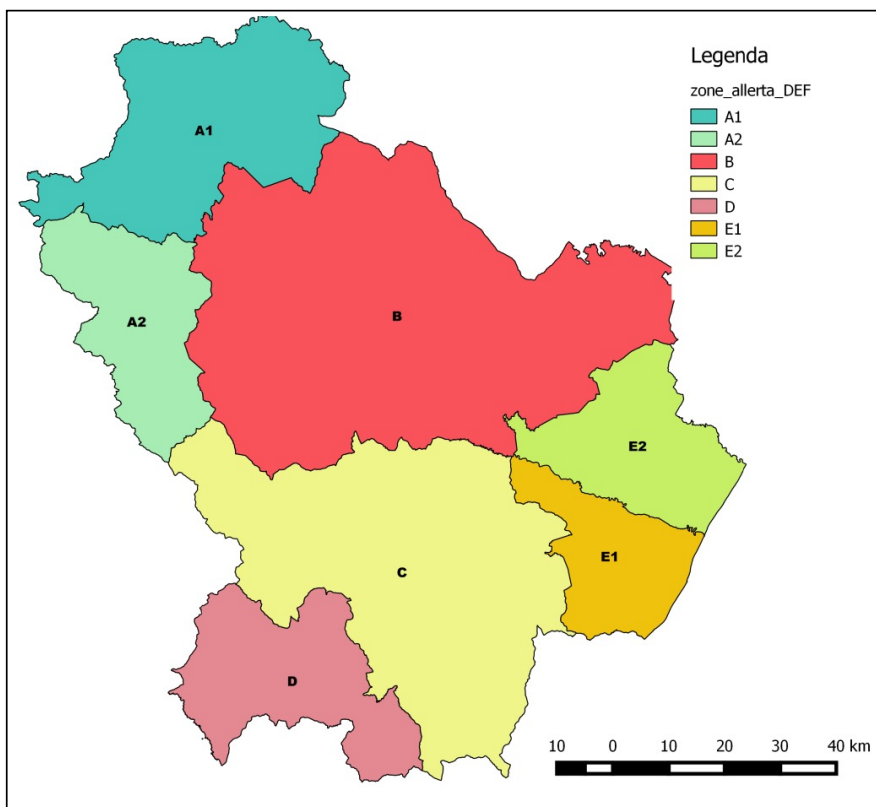 Legenda
zone_allerta_DEF
A1
A2
B
C
D
E1
E2
A1
A2
B
E2
E1
C
D
10 0 10 20 30 40 km